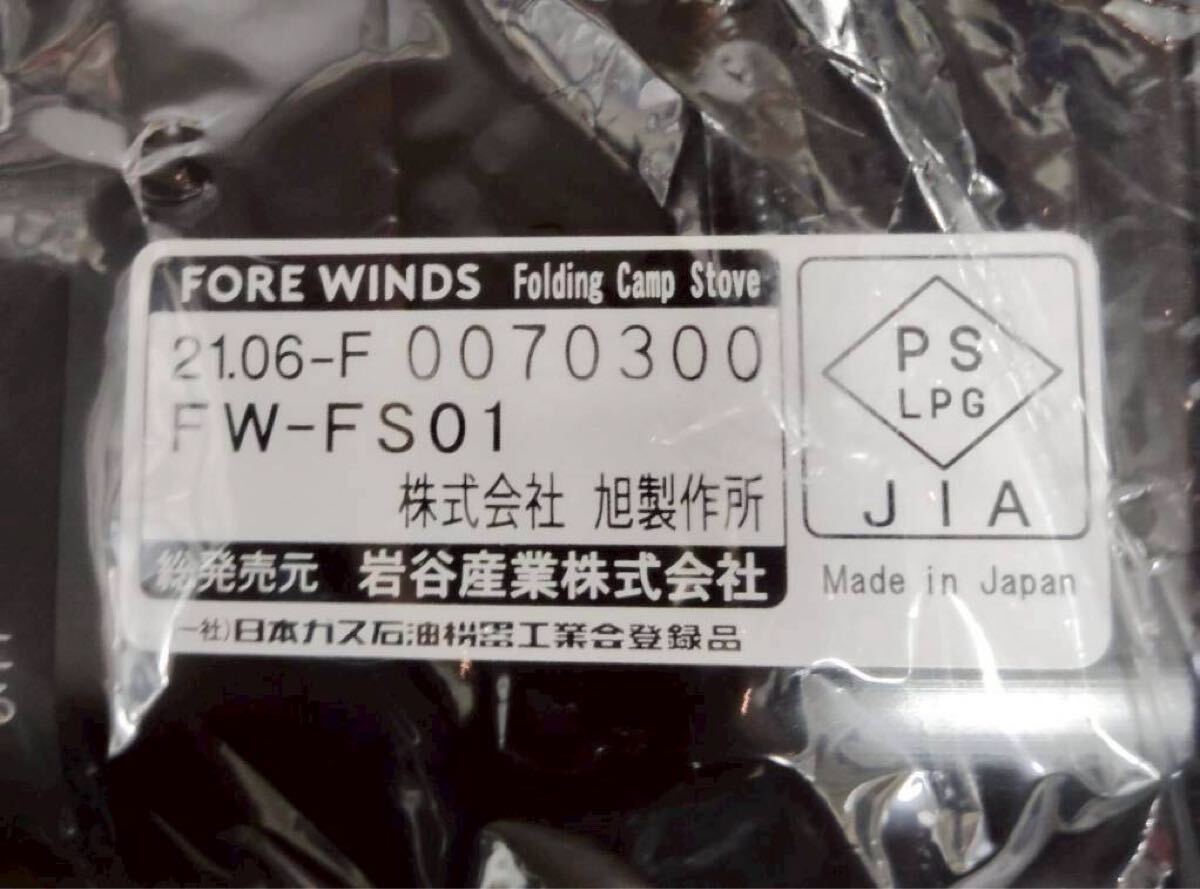 FORE WINDS Folding Camp Stove
21.06-F 0070300
FW-FS01
株式会社 旭製作所
総発売元 岩谷産業株式会社
一社)日本ガス石油機器工業会登録品
PS
LPG
JIA
Made in Japan